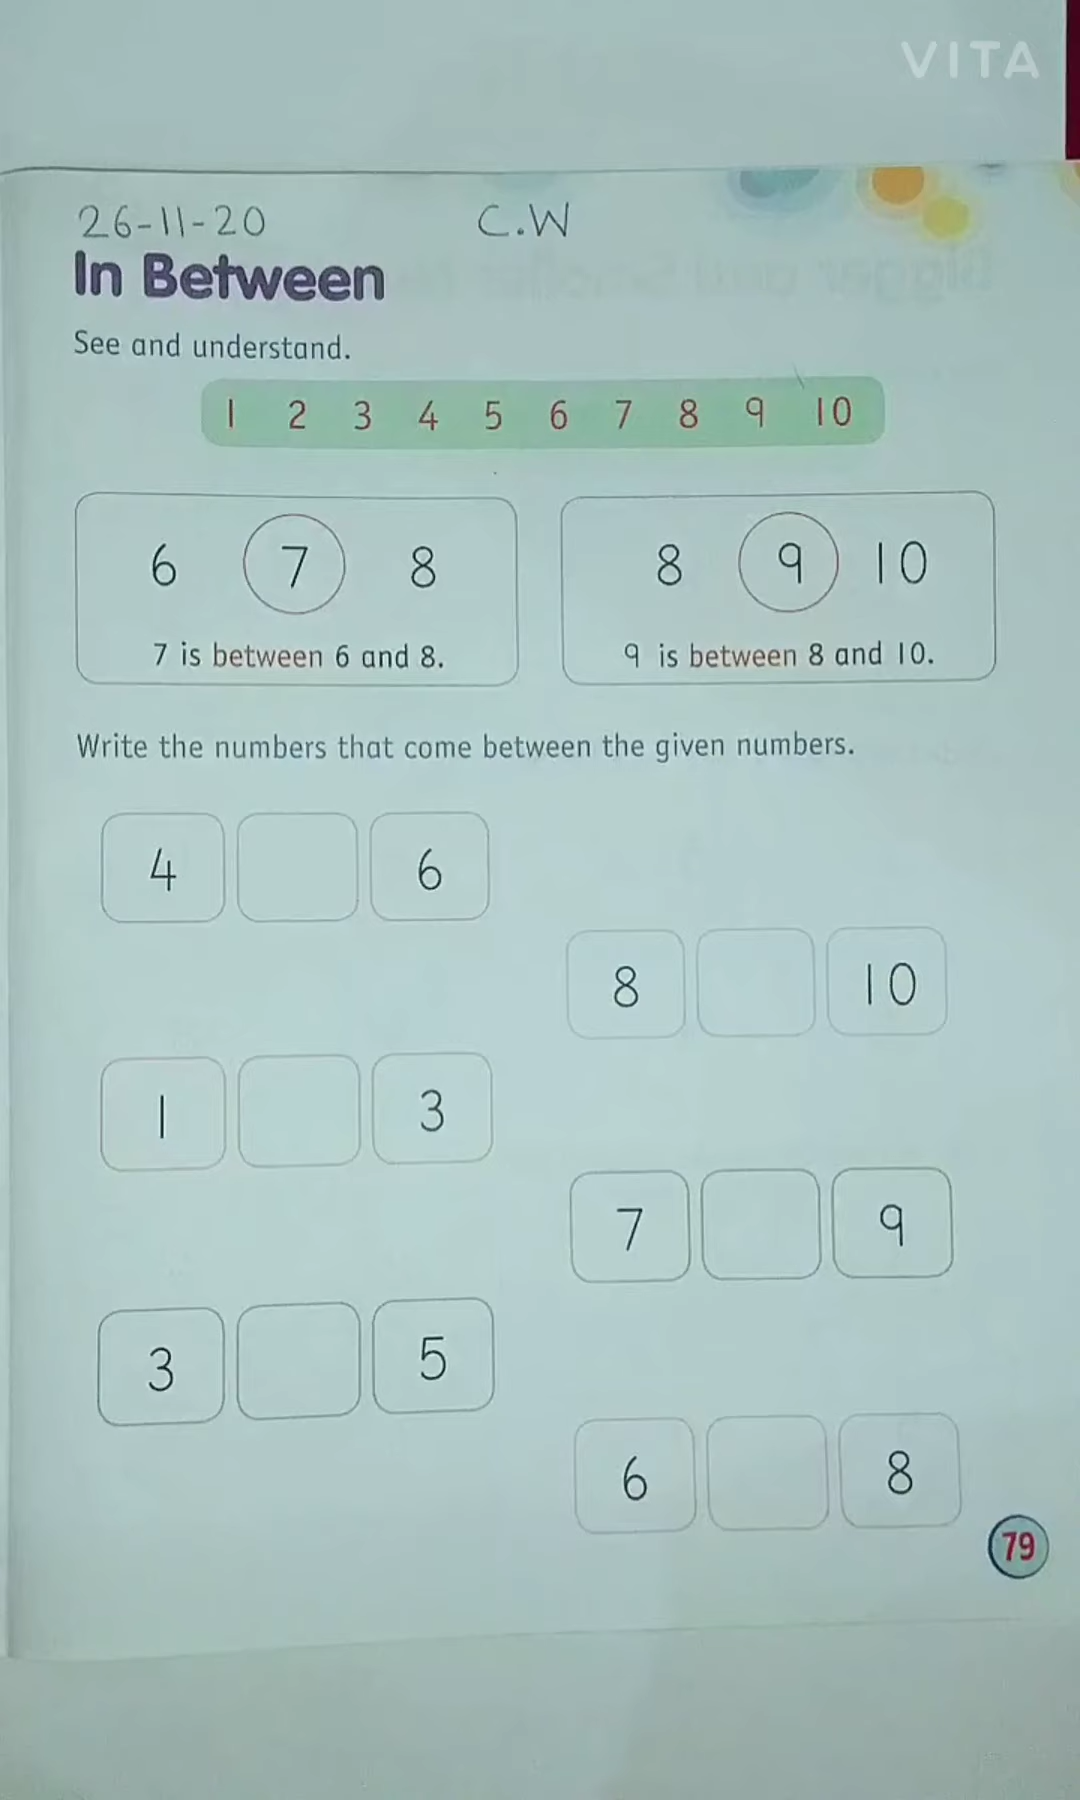 VITA
26-11-20 C.W
In Between
See and understand.
1 2 3 4 5 6 7 8 9 10
6 7 8
7 is between 6 and 8.
8 9 10
9 is between 8 and 10.
Write the numbers that come between the given numbers.
4 6
8 10
1 3
7 9
3 5
6 8
79